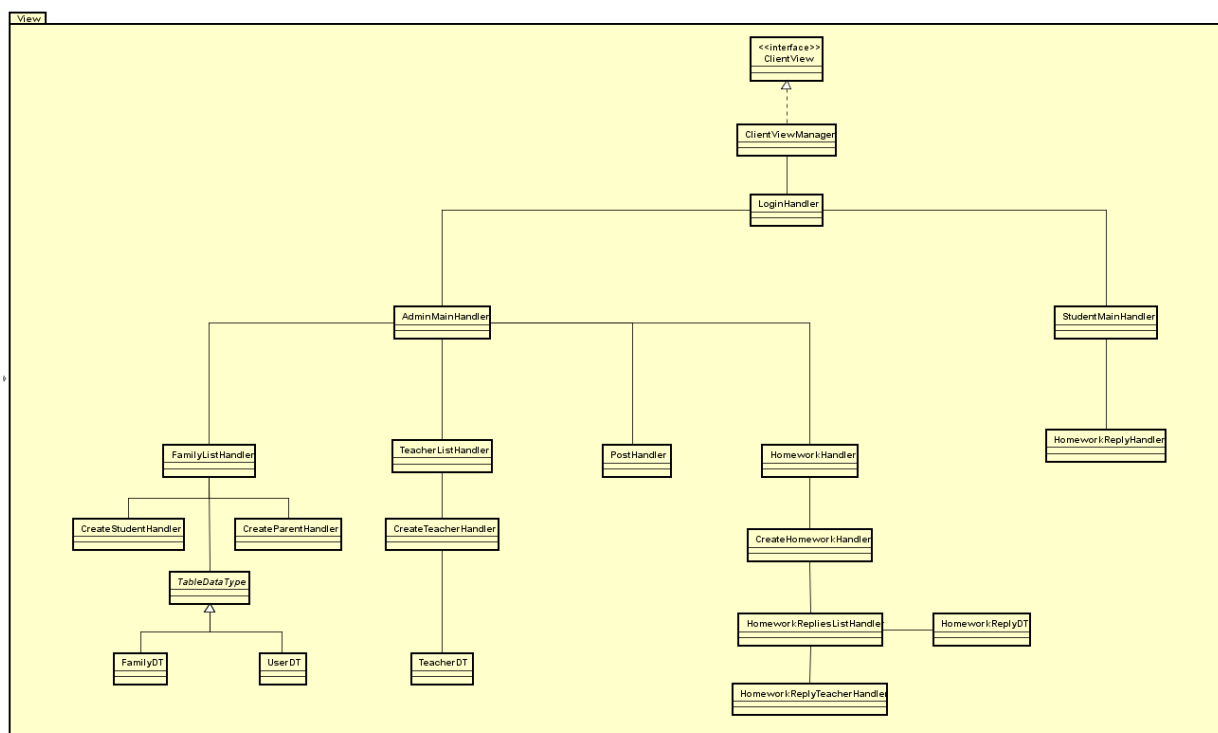 View
<<interface>>
ClientView
ClientViewManager
LoginHandler
AdminMainHandler
StudentMainHandler
FamilyListHandler
TeacherListHandler
PostHandler
HomeworkHandler
HomeworkReplyHandler
CreateStudentHandler
CreateParentHandler
CreateTeacherHandler
CreateHomeworkHandler
TableDataType
HomeworkRepliesListHandler
HomeworkReplyDT
FamilyDT
UserDT
TeacherDT
HomeworkReplyTeacherHandler